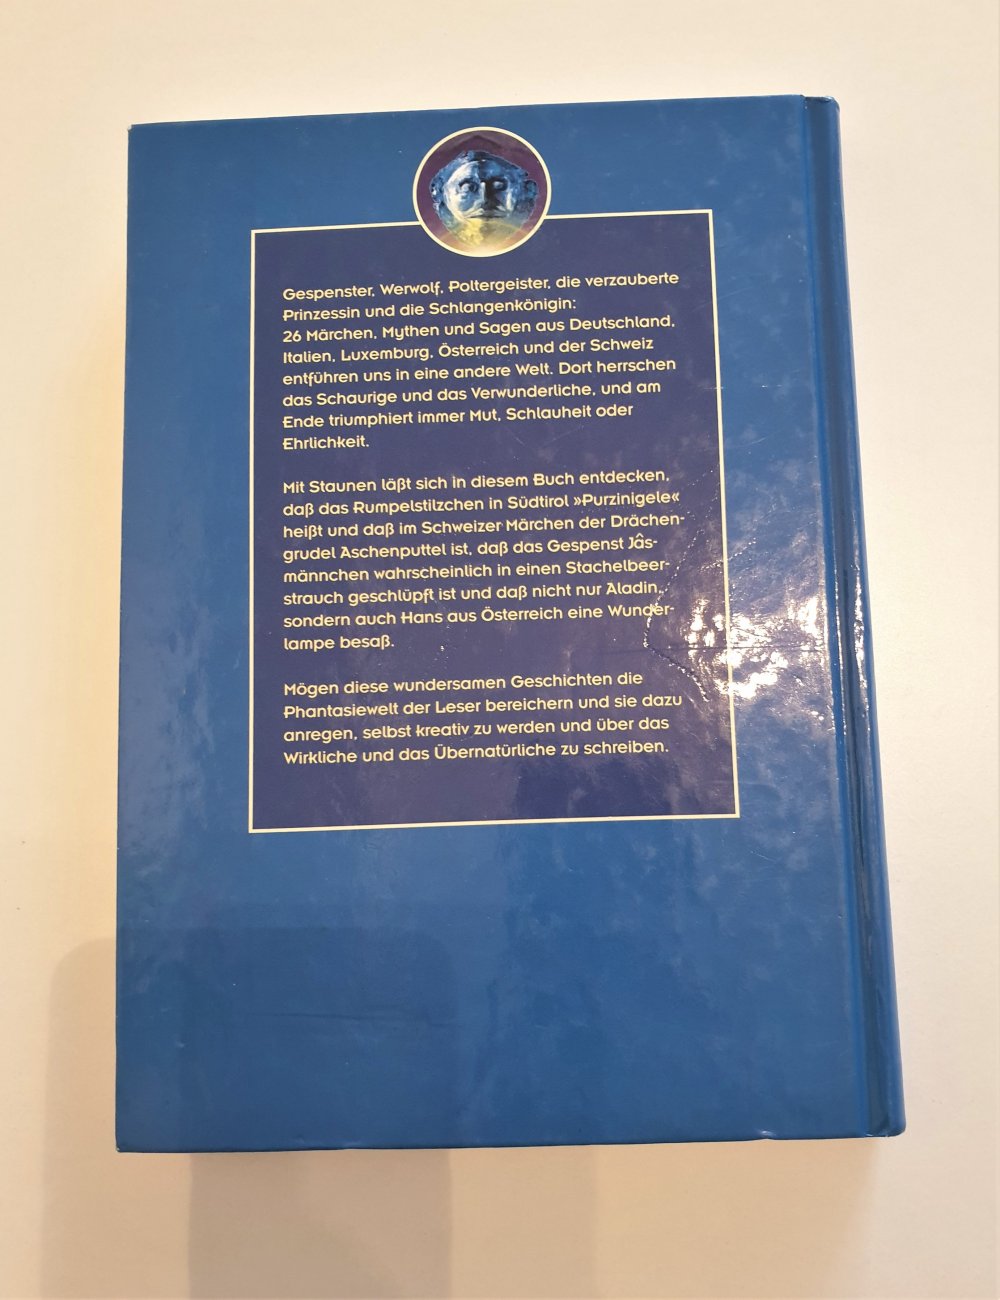 Gespenster, Werwolf, Poltergeister, die verzauberte
Prinzessin und die Schlangenkönigin:
26 Märchen, Mythen und Sagen aus Deutschland,
Italien, Luxemburg, Österreich und der Schweiz
entführen uns in eine andere Welt. Dort herrschen
das Schaurige und das Verwunderliche, und am
Ende triumphiert immer Mut, Schlauheit oder
Ehrlichkeit.
Mit Staunen läßt sich in diesem Buch entdecken,
daß das Rumpelstilzchen in Südtirol »Purzinigele«
heißt und daß im Schweizer Märchen der Drächen-
grudel Aschenputtel ist, daß das Gespenst Jâs-
männchen wahrscheinlich in einen Stachelbeer-
strauch geschlüpft ist und daß nicht nur Aladin,
sondern auch Hans aus Österreich eine Wunder-
lampe besaß.
Mögen diese wundersamen Geschichten die
Phantasiewelt der Leser bereichern und sie dazu
anregen, selbst kreativ zu werden und über das
Wirkliche und das Übernatürliche zu schreiben.